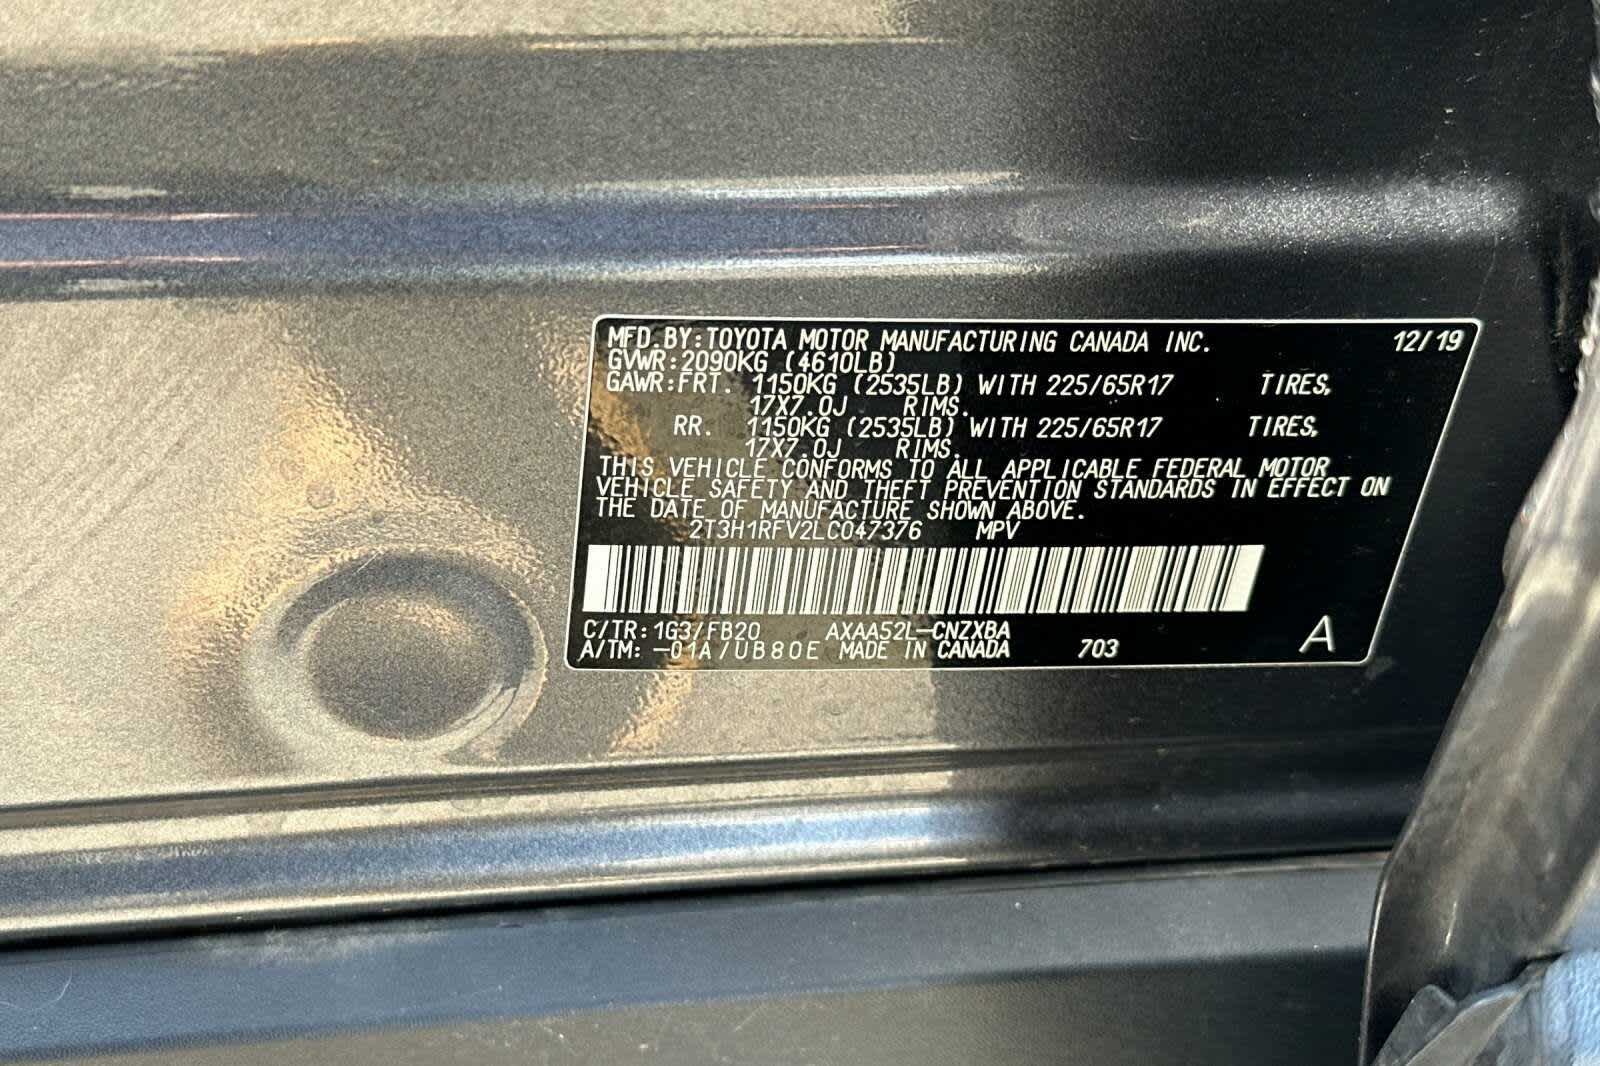 MFD.BY:TOYOTA MOTOR MANUFACTURING CANADA INC. 12/19
GVWR:2090KG (4610LB)
GAWR:FRT. 1150KG (2535LB) WITH 225/65R17 TIRES,
17X7.0J RIMS.
RR. 1150KG (2535LB) WITH 225/65R17 TIRES,
17X7.0J RIMS.
THIS VEHICLE CONFORMS TO ALL APPLICABLE FEDERAL MOTOR
VEHICLE SAFETY AND THEFT PREVENTION STANDARDS IN EFFECT ON
THE DATE OF MANUFACTURE SHOWN ABOVE.
2T3H1RFV2LC047376 MPV
C/TR:1G3/FB20 AXAA52L-CNZXBA
A/TM:-01A/UB80E MADE IN CANADA 703 A